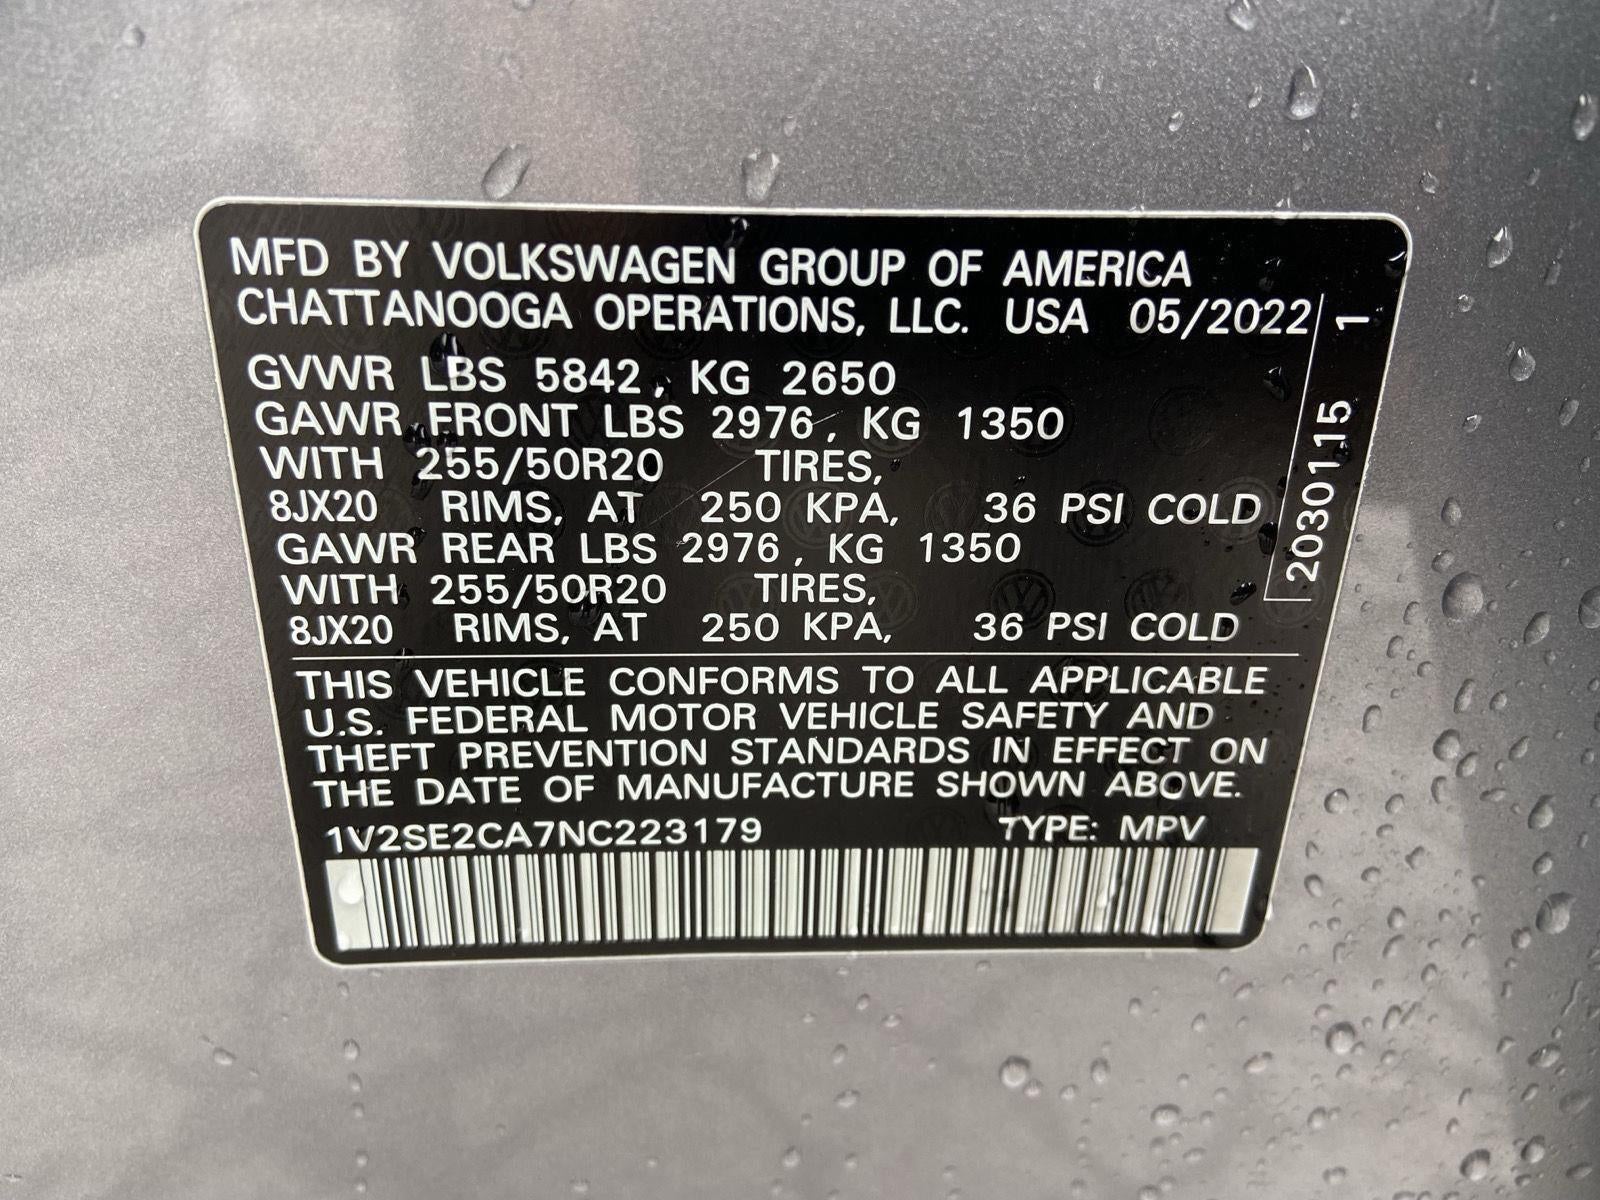 MFD BY VOLKSWAGEN GROUP OF AMERICA
CHATTANOOGA OPERATIONS, LLC. USA 05/2022
GVWR LBS 5842, KG 2650
GAWR FRONT LBS 2976, KG 1350
WITH 255/50R20 TIRES,
8JX20 RIMS, AT 250 KPA, 36 PSI COLD
GAWR REAR LBS 2976, KG 1350
WITH 255/50R20 TIRES,
8JX20 RIMS, AT 250 KPA, 36 PSI COLD
2030115 1
THIS VEHICLE CONFORMS TO ALL APPLICABLE
U.S. FEDERAL MOTOR VEHICLE SAFETY AND
THEFT PREVENTION STANDARDS IN EFFECT ON
THE DATE OF MANUFACTURE SHOWN ABOVE.
1V2SE2CA7NC223179 TYPE: MPV